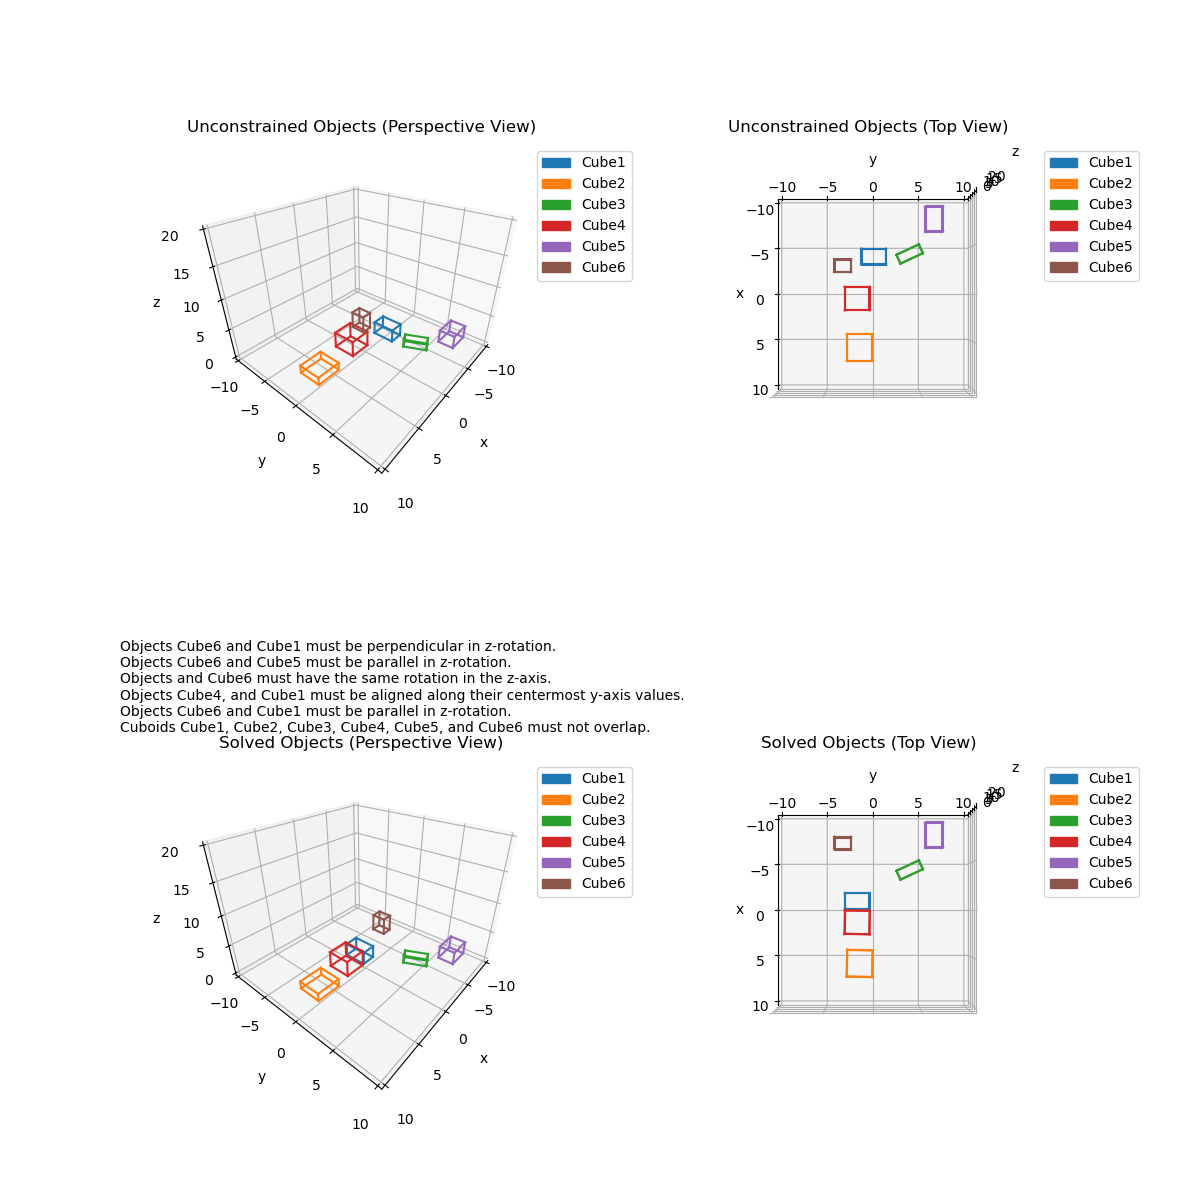 Unconstrained Objects (Perspective View)
Cube1
Cube2
Cube3
Cube4
Cube5
Cube6
20
15
10
5
0
z
−10
−5
0
5
10
y
−10
−5
0
5
10
x
Unconstrained Objects (Top View)
y
z
−10
−5
0
5
10
20
−10
−5
0
5
10
x
Cube1
Cube2
Cube3
Cube4
Cube5
Cube6
Objects Cube6 and Cube1 must be perpendicular in z-rotation.
Objects Cube6 and Cube5 must be parallel in z-rotation.
Objects and Cube6 must have the same rotation in the z-axis.
Objects Cube4, and Cube1 must be aligned along their centermost y-axis values.
Objects Cube6 and Cube1 must be parallel in z-rotation.
Cuboids Cube1, Cube2, Cube3, Cube4, Cube5, and Cube6 must not overlap.
Solved Objects (Perspective View)
Cube1
Cube2
Cube3
Cube4
Cube5
Cube6
20
15
10
5
0
z
−10
−5
0
5
10
y
−10
−5
0
5
10
x
Solved Objects (Top View)
y
z
−10
−5
0
5
10
20
−10
−5
0
5
10
x
Cube1
Cube2
Cube3
Cube4
Cube5
Cube6